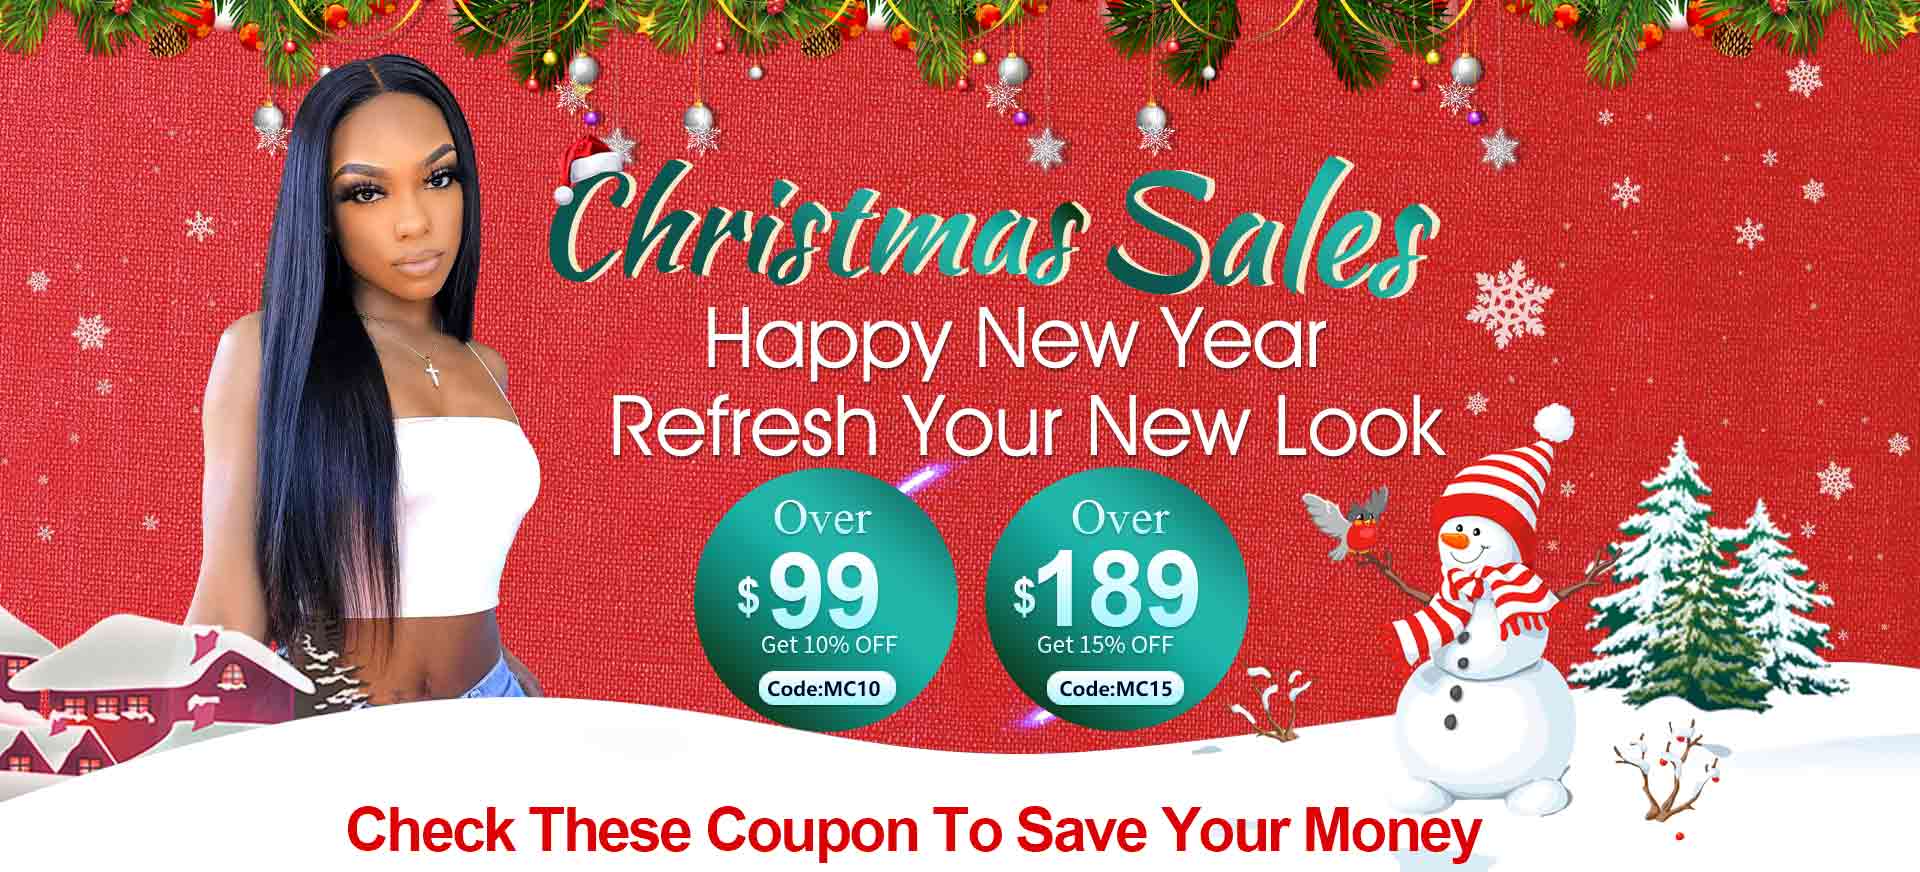 Christmas Sales
Happy New Year
Refresh Your New Look
Over
$99
Get 10% OFF
Code:MC10
Over
$189
Get 15% OFF
Code:MC15
Check These Coupon To Save Your Money